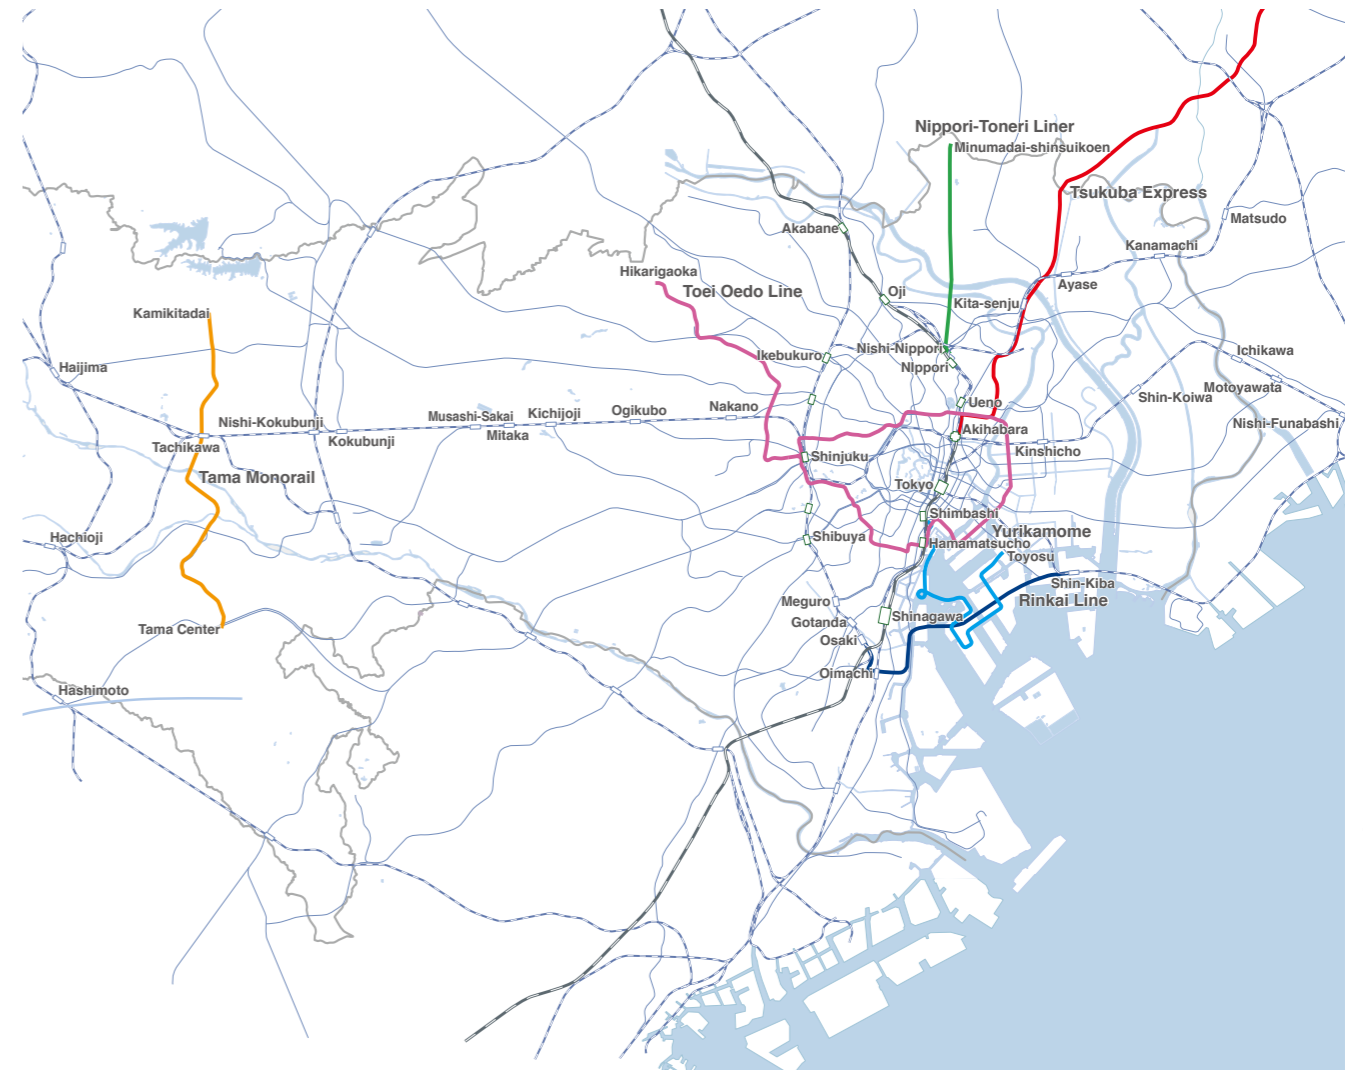 Nippori-Toneri Liner
Minumadai-shinsuikoen
Tsukuba Express
Matsudo
Akabane
Kanamachi
Hikarigaoka
Toei Oedo Line
Ayase
Oji
Kita-senju
Kamikitadai
Nishi-Nippori
Ikebukuro
NIppori
Ichikawa
Haijima
Motoyawata
Shin-Koiwa
Ueno
Nakano
Ogikubo
Kichijoji
Musashi-Sakai
Mitaka
Nishi-Kokubunji
Kokubunji
Nishi-Funabashi
Akihabara
Tachikawa
Kinshicho
Shinjuku
Tama Monorail
Tokyo
Shimbashi
Yurikamome
Hachioji
Shibuya
Hamamatsucho
Toyosu
Shin-Kiba
Meguro
Rinkai Line
Gotanda
Shinagawa
Tama Center
Osaki
Oimachi
Hashimoto